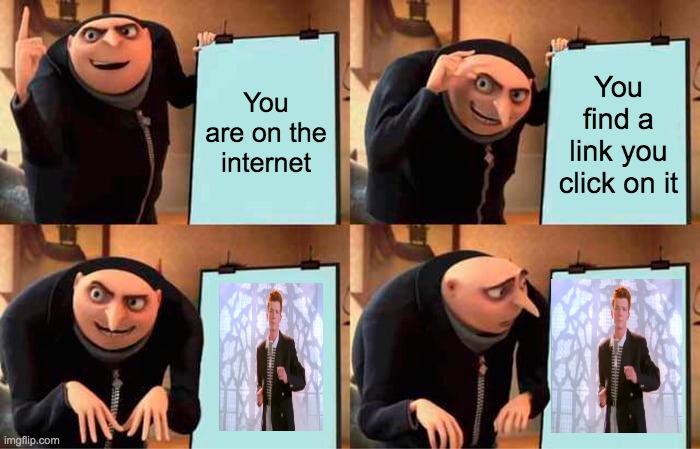 You
are on the
internet
You
find a
link you
click on it
imgflip.com